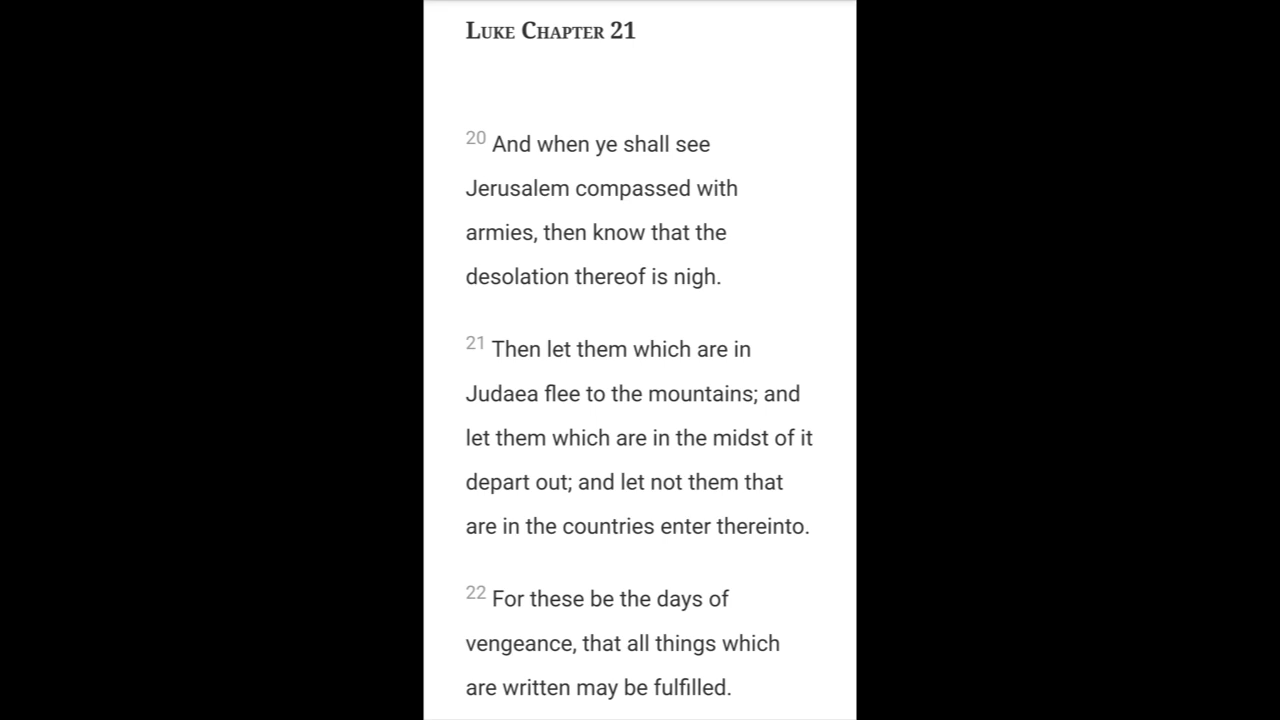 Luke Chapter 21
20 And when ye shall see
Jerusalem compassed with
armies, then know that the
desolation thereof is nigh.
21 Then let them which are in
Judaea flee to the mountains; and
let them which are in the midst of it
depart out; and let not them that
are in the countries enter thereinto.
22 For these be the days of
vengeance, that all things which
are written may be fulfilled.